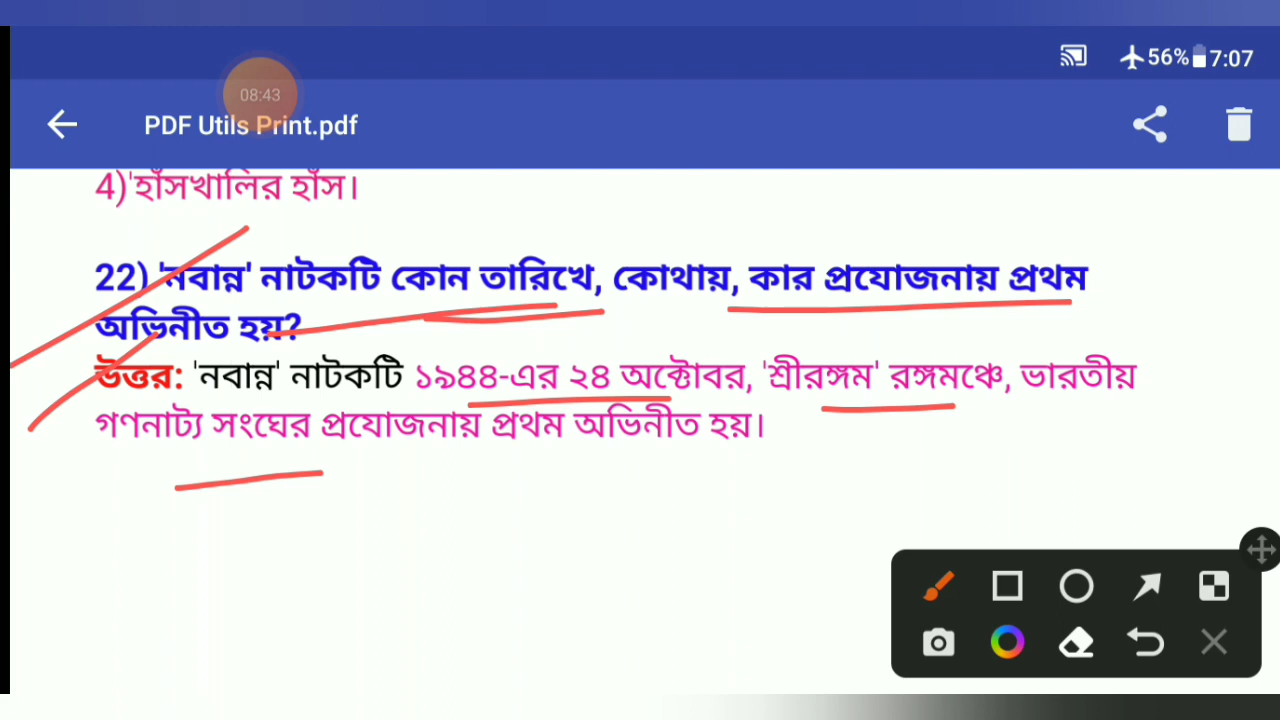 56% 7:07
08:43
PDF Utils Print.pdf
4)'হাঁসখালির হাঁস।
22) 'নবান্ন' নাটকটি কোন তারিখে, কোথায়, কার প্রযোজনায় প্রথম
অভিনীত হয়?
উত্তর: 'নবান্ন' নাটকটি ১৯৪৪-এর ২৪ অক্টোবর, 'শ্রীরঙ্গম' রঙ্গমঞ্চে, ভারতীয়
গণনাট্য সংঘের প্রযোজনায় প্রথম অভিনীত হয়।